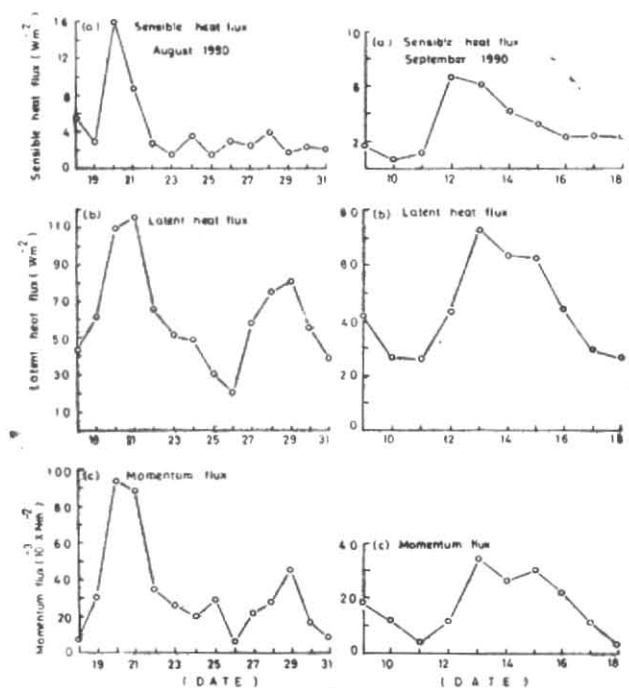 (a) Sensible heat flux
August 1990
Sensible heat flux (Wm-2)
16
12
8
4
0
19 21 23 25 27 29 31
(a) Sensible heat flux
September 1990
10
6
2
10 12 14 16 18
(b) Latent heat flux
Latent heat flux (Wm-2)
110
90
70
50
30
10
19 21 23 25 27 29 31
(b) Latent heat flux
80
60
40
20
0
10 12 14 16 18
(c) Momentum flux
Momentum flux (10-3 X Nm-2)
100
80
60
40
20
0
19 21 23 25 27 29 31
( DATE )
(c) Momentum flux
40
20
0
10 12 14 16 18
( DATE )